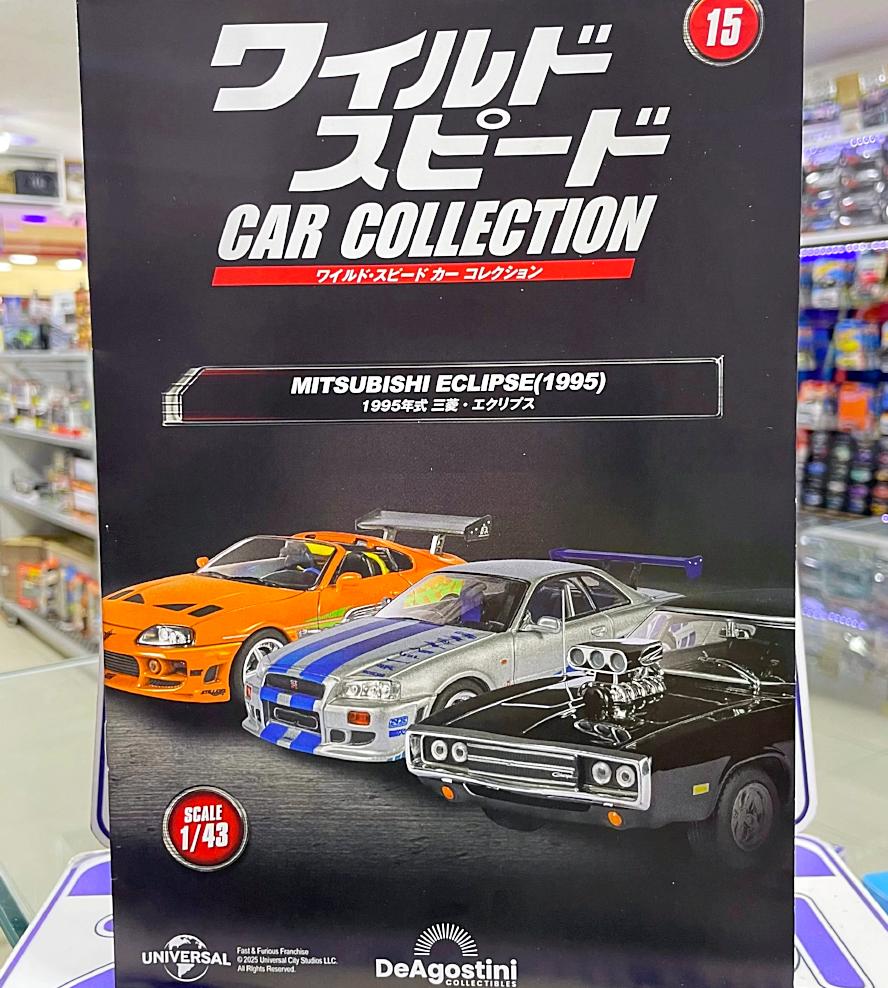 15
ワイルド
スピード
CAR COLLECTION
ワイルド・スピード カー コレクション
MITSUBISHI ECLIPSE(1995)
1995年式 三菱・エクリプス
SCALE
1/43
UNIVERSAL
Fast & Furious Franchise
© 2025 Universal City Studios LLC.
All Rights Reserved.
DeAgostini
COLLECTIBLES